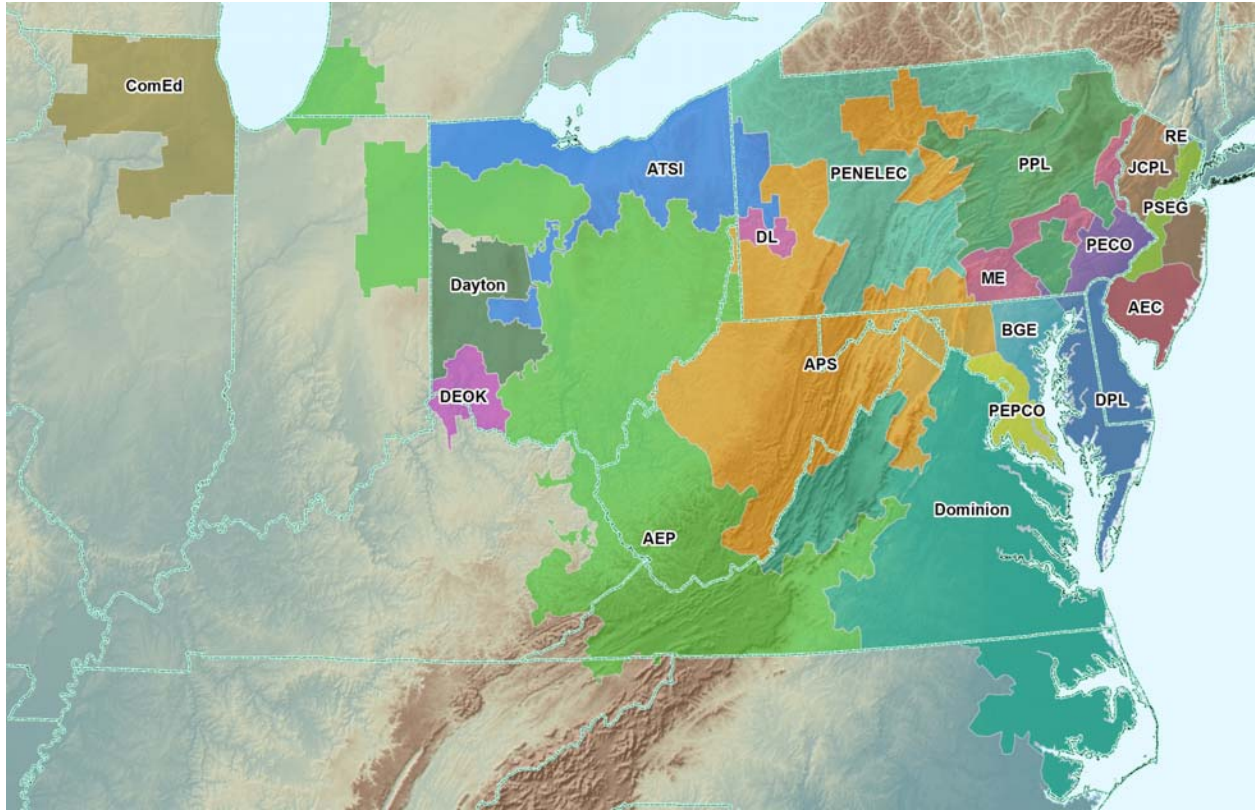 ComEd
RE
ATSI
PPL
JCPL
PENELEC
PSEG
DL
PECO
ME
Dayton
AEC
BGE
APS
DEOK
DPL
PEPCO
Dominion
AEP